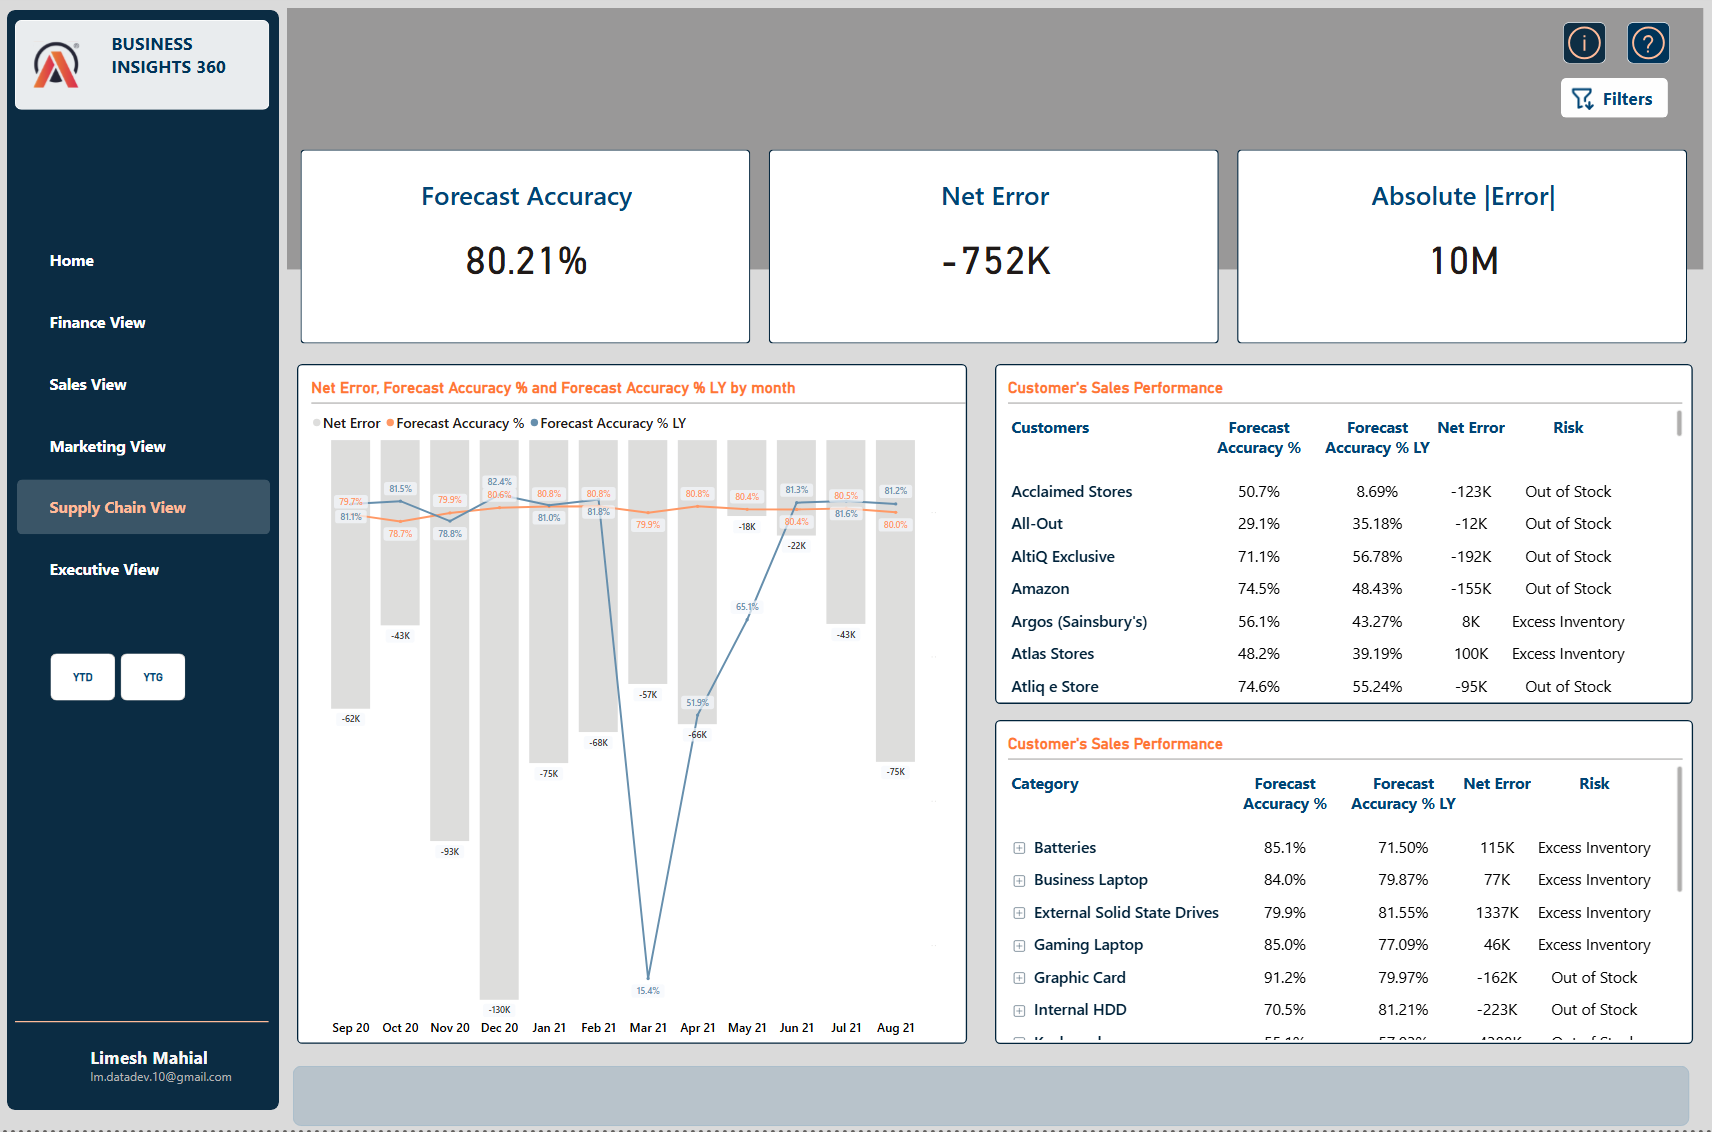 BUSINESS
INSIGHTS 360
Home
Finance View
Sales View
Marketing View
Supply Chain View
Executive View
YTD YTG
Limesh Mahial
lm.datadev.10@gmail.com
Filters
Forecast Accuracy
80.21%
Net Error
-752K
Absolute |Error|
10M
Net Error, Forecast Accuracy % and Forecast Accuracy % LY by month
Net Error Forecast Accuracy % Forecast Accuracy % LY
79.7% 81.5% 79.9% 82.4% 80.8% 80.8% 80.8% 80.4% 81.3% 80.5% 81.2%
81.1% 78.7% 78.8% 80.6% 81.0% 81.8% 79.9% 80.4% 81.6% 80.0%
-18K
-22K
65.1%
-43K -43K
51.9%
-57K
-62K
-66K
-68K
-75K -75K
-93K
15.4%
-130K
Sep 20 Oct 20 Nov 20 Dec 20 Jan 21 Feb 21 Mar 21 Apr 21 May 21 Jun 21 Jul 21 Aug 21
Customer's Sales Performance
Customers Forecast Accuracy % Forecast Accuracy % LY Net Error Risk
Acclaimed Stores 50.7% 8.69% -123K Out of Stock
All-Out 29.1% 35.18% -12K Out of Stock
AltiQ Exclusive 71.1% 56.78% -192K Out of Stock
Amazon 74.5% 48.43% -155K Out of Stock
Argos (Sainsbury's) 56.1% 43.27% 8K Excess Inventory
Atlas Stores 48.2% 39.19% 100K Excess Inventory
Atliq e Store 74.6% 55.24% -95K Out of Stock
Customer's Sales Performance
Category Forecast Accuracy % Forecast Accuracy % LY Net Error Risk
Batteries 85.1% 71.50% 115K Excess Inventory
Business Laptop 84.0% 79.87% 77K Excess Inventory
External Solid State Drives 79.9% 81.55% 1337K Excess Inventory
Gaming Laptop 85.0% 77.09% 46K Excess Inventory
Graphic Card 91.2% 79.97% -162K Out of Stock
Internal HDD 70.5% 81.21% -223K Out of Stock